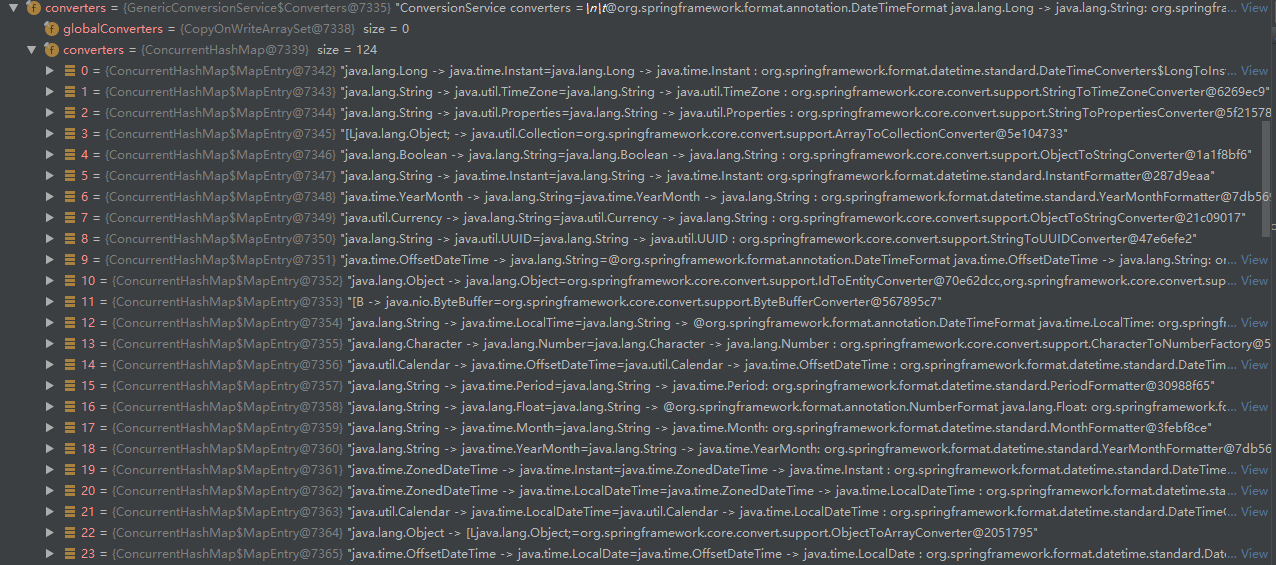 converters = {GenericConversionService$Converters@7335} "ConversionService converters =\n\t@org.springframework.format.annotation.DateTimeFormat java.lang.Long -> java.lang.String: org.springfra... View
globalConverters = {CopyOnWriteArraySet@7338} size = 0
converters = {ConcurrentHashMap@7339} size = 124
0 = {ConcurrentHashMap$MapEntry@7342} "java.lang.Long -> java.time.Instant=java.lang.Long -> java.time.Instant : org.springframework.format.datetime.standard.DateTimeConverters$LongToIns... View
1 = {ConcurrentHashMap$MapEntry@7343} "java.lang.String -> java.util.TimeZone=java.lang.String -> java.util.TimeZone : org.springframework.core.convert.support.StringToTimeZoneConverter@6269ec9"
2 = {ConcurrentHashMap$MapEntry@7344} "java.lang.String -> java.util.Properties=java.lang.String -> java.util.Properties : org.springframework.core.convert.support.StringToPropertiesConverter@5f21578
3 = {ConcurrentHashMap$MapEntry@7345} "[Ljava.lang.Object; -> java.util.Collection=org.springframework.core.convert.support.ArrayToCollectionConverter@5e104733"
4 = {ConcurrentHashMap$MapEntry@7346} "java.lang.Boolean -> java.lang.String=java.lang.Boolean -> java.lang.String : org.springframework.core.convert.support.ObjectToStringConverter@1a1f8bf6"
5 = {ConcurrentHashMap$MapEntry@7347} "java.lang.String -> java.time.Instant=java.lang.String -> java.time.Instant: org.springframework.format.datetime.standard.InstantFormatter@287d9eaa"
6 = {ConcurrentHashMap$MapEntry@7348} "java.time.YearMonth -> java.lang.String=java.time.YearMonth -> java.lang.String : org.springframework.format.datetime.standard.YearMonthFormatter@7db569
7 = {ConcurrentHashMap$MapEntry@7349} "java.util.Currency -> java.lang.String=java.util.Currency -> java.lang.String : org.springframework.core.convert.support.ObjectToStringConverter@21c09017"
8 = {ConcurrentHashMap$MapEntry@7350} "java.lang.String -> java.util.UUID=java.lang.String -> java.util.UUID : org.springframework.core.convert.support.StringToUUIDConverter@47e6efe2"
9 = {ConcurrentHashMap$MapEntry@7351} "java.time.OffsetDateTime -> java.lang.String=@org.springframework.format.annotation.DateTimeFormat java.time.OffsetDateTime -> java.lang.String: or... View
10 = {ConcurrentHashMap$MapEntry@7352} "java.lang.Object -> java.lang.Object=org.springframework.core.convert.support.IdToEntityConverter@70e62dcc,org.springframework.core.convert.sup... View
11 = {ConcurrentHashMap$MapEntry@7353} "[B -> java.nio.ByteBuffer=org.springframework.core.convert.support.ByteBufferConverter@567895c7"
12 = {ConcurrentHashMap$MapEntry@7354} "java.lang.String -> java.time.LocalTime=java.lang.String -> @org.springframework.format.annotation.DateTimeFormat java.time.LocalTime: org.springf... View
13 = {ConcurrentHashMap$MapEntry@7355} "java.lang.Character -> java.lang.Number=java.lang.Character -> java.lang.Number : org.springframework.core.convert.support.CharacterToNumberFactory@5
14 = {ConcurrentHashMap$MapEntry@7356} "java.util.Calendar -> java.time.OffsetDateTime=java.util.Calendar -> java.time.OffsetDateTime : org.springframework.format.datetime.standard.DateTim... View
15 = {ConcurrentHashMap$MapEntry@7357} "java.lang.String -> java.time.Period=java.lang.String -> java.time.Period: org.springframework.format.datetime.standard.PeriodFormatter@30988f65"
16 = {ConcurrentHashMap$MapEntry@7358} "java.lang.String -> java.lang.Float=java.lang.String -> @org.springframework.format.annotation.NumberFormat java.lang.Float: org.springframework.fo... View
17 = {ConcurrentHashMap$MapEntry@7359} "java.lang.String -> java.time.Month=java.lang.String -> java.time.Month: org.springframework.format.datetime.standard.MonthFormatter@3febf8ce"
18 = {ConcurrentHashMap$MapEntry@7360} "java.lang.String -> java.time.YearMonth=java.lang.String -> java.time.YearMonth: org.springframework.format.datetime.standard.YearMonthFormatter@7db56
19 = {ConcurrentHashMap$MapEntry@7361} "java.time.ZonedDateTime -> java.time.Instant=java.time.ZonedDateTime -> java.time.Instant : org.springframework.format.datetime.standard.DateTime... View
20 = {ConcurrentHashMap$MapEntry@7362} "java.time.ZonedDateTime -> java.time.LocalDateTime=java.time.ZonedDateTime -> java.time.LocalDateTime : org.springframework.format.datetime.sta... View
21 = {ConcurrentHashMap$MapEntry@7363} "java.util.Calendar -> java.time.LocalDateTime=java.util.Calendar -> java.time.LocalDateTime : org.springframework.format.datetime.standard.DateTimeC... View
22 = {ConcurrentHashMap$MapEntry@7364} "java.lang.Object -> [Ljava.lang.Object;=org.springframework.core.convert.support.ObjectToArrayConverter@2051795"
23 = {ConcurrentHashMap$MapEntry@7365} "java.time.OffsetDateTime -> java.time.LocalDate=java.time.OffsetDateTime -> java.time.LocalDate : org.springframework.format.datetime.standard.Date... View